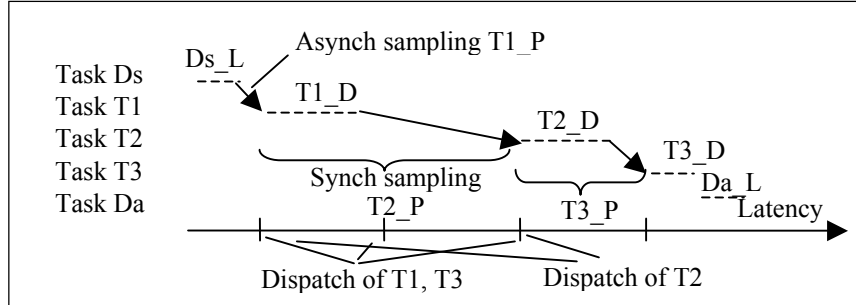 Asynch sampling T1_P
Ds_L
Task Ds
T1_D
Task T1
T2_D
Task T2
T3_D
Task T3
Synch sampling
Da_L
Task Da
T2_P
T3_P
Latency
Dispatch of T1, T3
Dispatch of T2